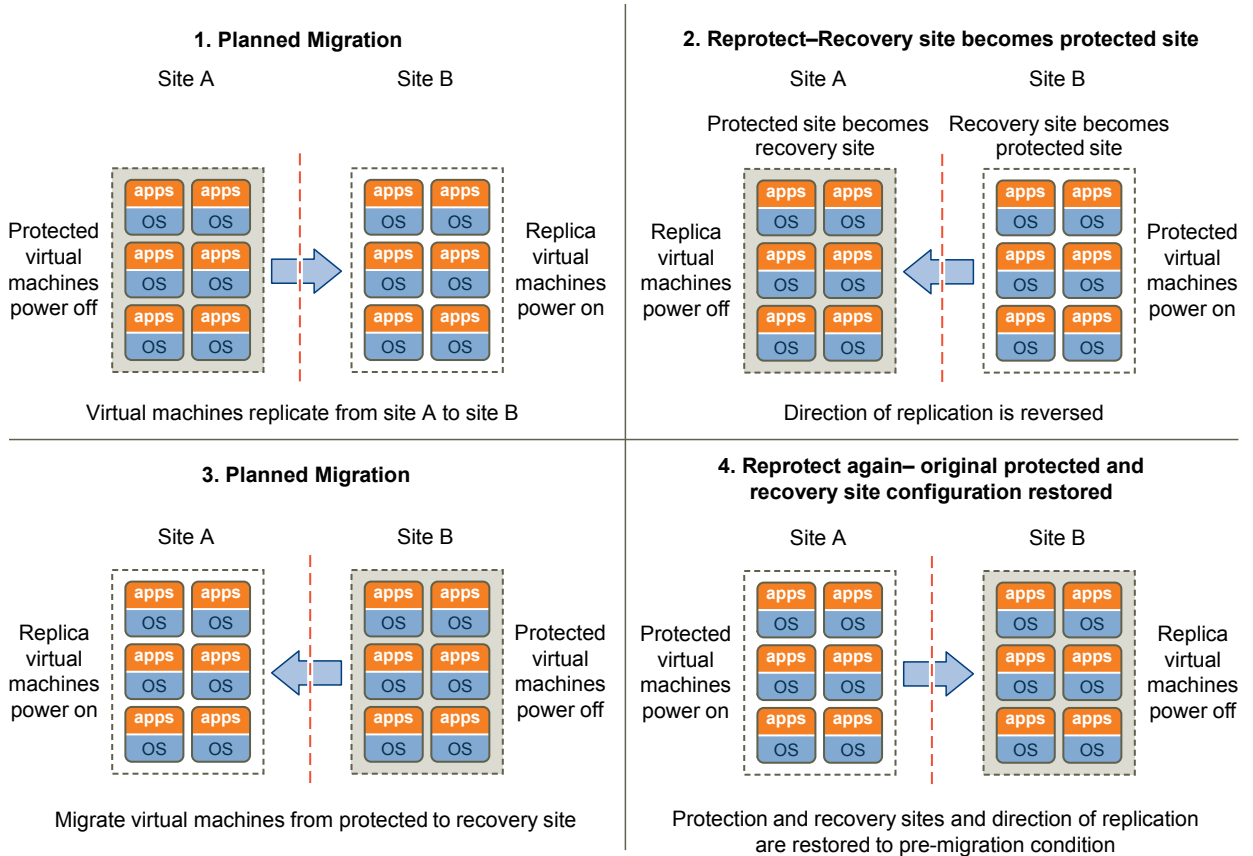 1. Planned Migration
Site A
Site B
Protected
virtual
machines
power off
apps apps
OS OS
apps apps
OS OS
apps apps
OS OS
apps apps
OS OS
apps apps
OS OS
apps apps
OS OS
Replica
virtual
machines
power on
Virtual machines replicate from site A to site B
2. Reprotect–Recovery site becomes protected site
Site A
Site B
Protected site becomes
recovery site
Recovery site becomes
protected site
Replica
virtual
machines
power off
apps apps
OS OS
apps apps
OS OS
apps apps
OS OS
apps apps
OS OS
apps apps
OS OS
apps apps
OS OS
Protected
virtual
machines
power on
Direction of replication is reversed
3. Planned Migration
Site A
Site B
Replica
virtual
machines
power on
apps apps
OS OS
apps apps
OS OS
apps apps
OS OS
apps apps
OS OS
apps apps
OS OS
apps apps
OS OS
Protected
virtual
machines
power off
Migrate virtual machines from protected to recovery site
4. Reprotect again– original protected and
recovery site configuration restored
Site A
Site B
Protected
virtual
machines
power on
apps apps
OS OS
apps apps
OS OS
apps apps
OS OS
apps apps
OS OS
apps apps
OS OS
apps apps
OS OS
Replica
virtual
machines
power off
Protection and recovery sites and direction of replication
are restored to pre-migration condition